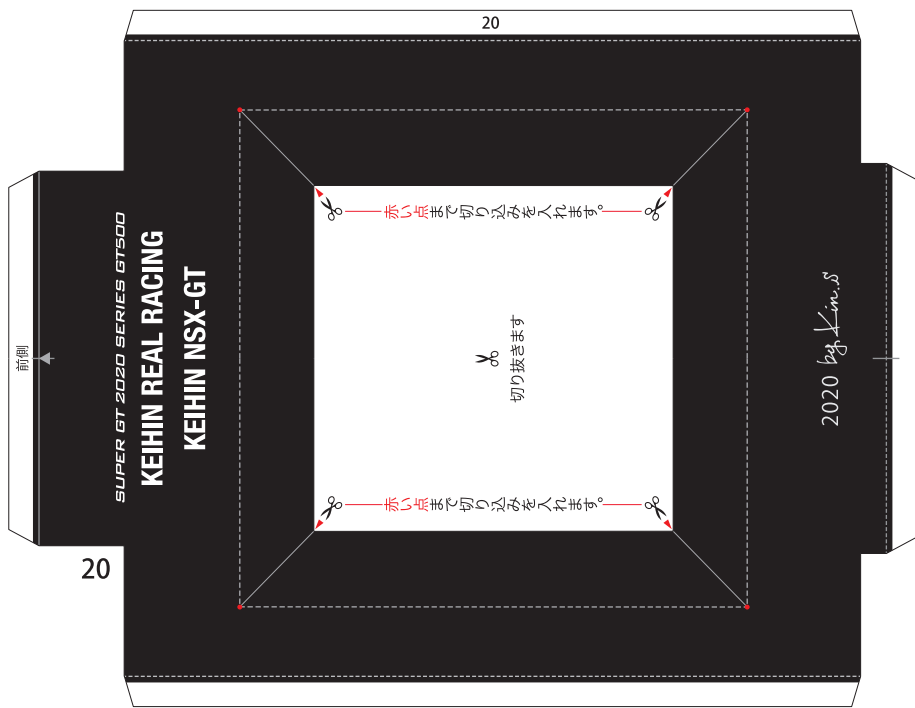 20
赤い点まで切り込みを入れます。
前側
SUPER GT 2020 SERIES GT500
KEIHIN REAL RACING
KEIHIN NSX-GT
切り抜きます
2020 by Kin.s
赤い点まで切り込みを入れます。
20